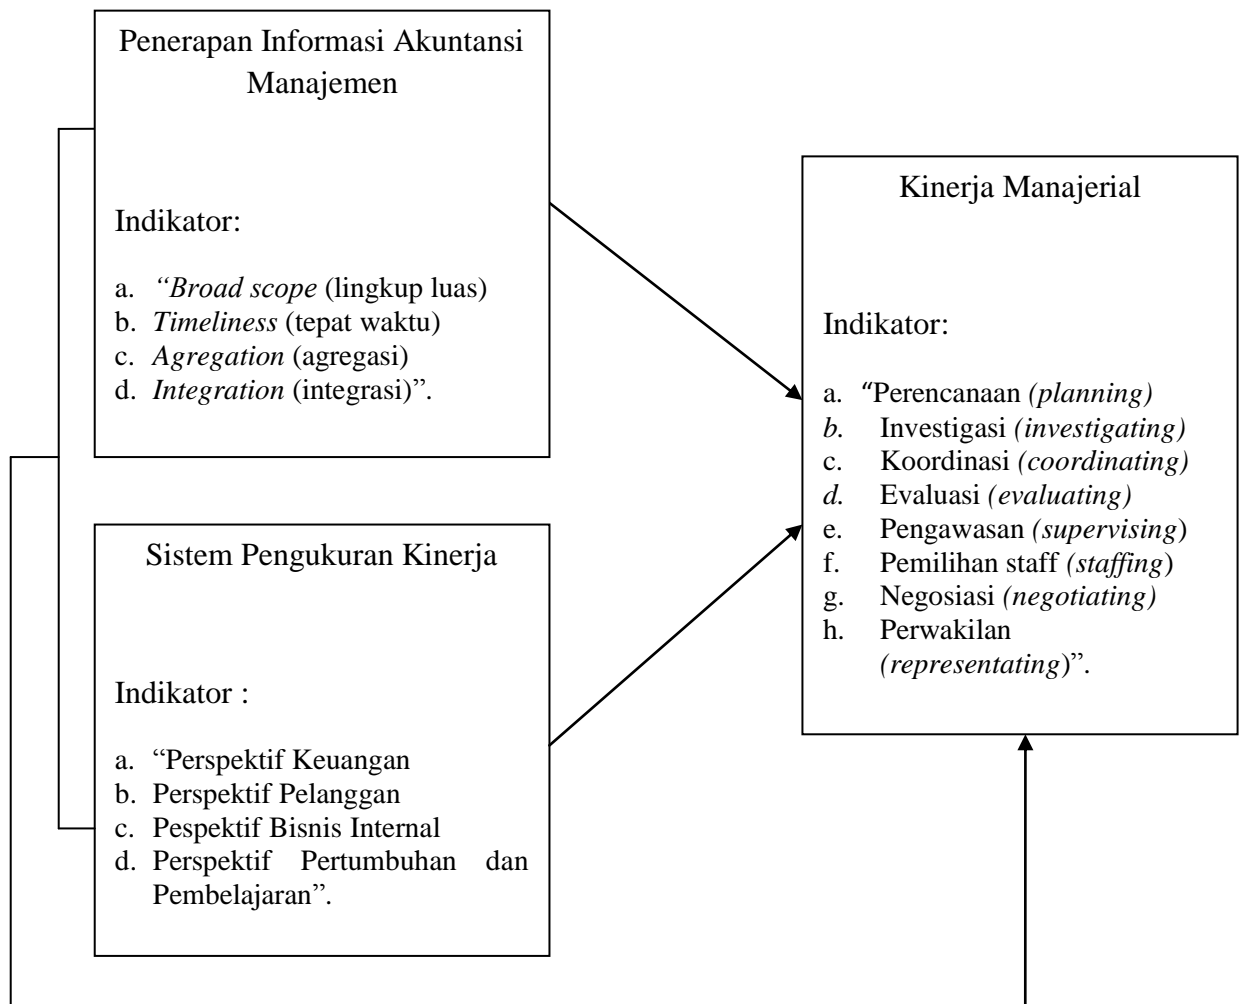 Penerapan Informasi Akuntansi
Manajemen
Indikator:
a. “Broad scope (lingkup luas)
b. Timeliness (tepat waktu)
c. Agregation (agregasi)
d. Integration (integrasi)”.
Sistem Pengukuran Kinerja
Indikator :
a. “Perspektif Keuangan
b. Perspektif Pelanggan
c. Pespektif Bisnis Internal
d. Perspektif Pertumbuhan dan
Pembelajaran”.
Kinerja Manajerial
Indikator:
a. “Perencanaan (planning)
b. Investigasi (investigating)
c. Koordinasi (coordinating)
d. Evaluasi (evaluating)
e. Pengawasan (supervising)
f. Pemilihan staff (staffing)
g. Negosiasi (negotiating)
h. Perwakilan
(representating)”.